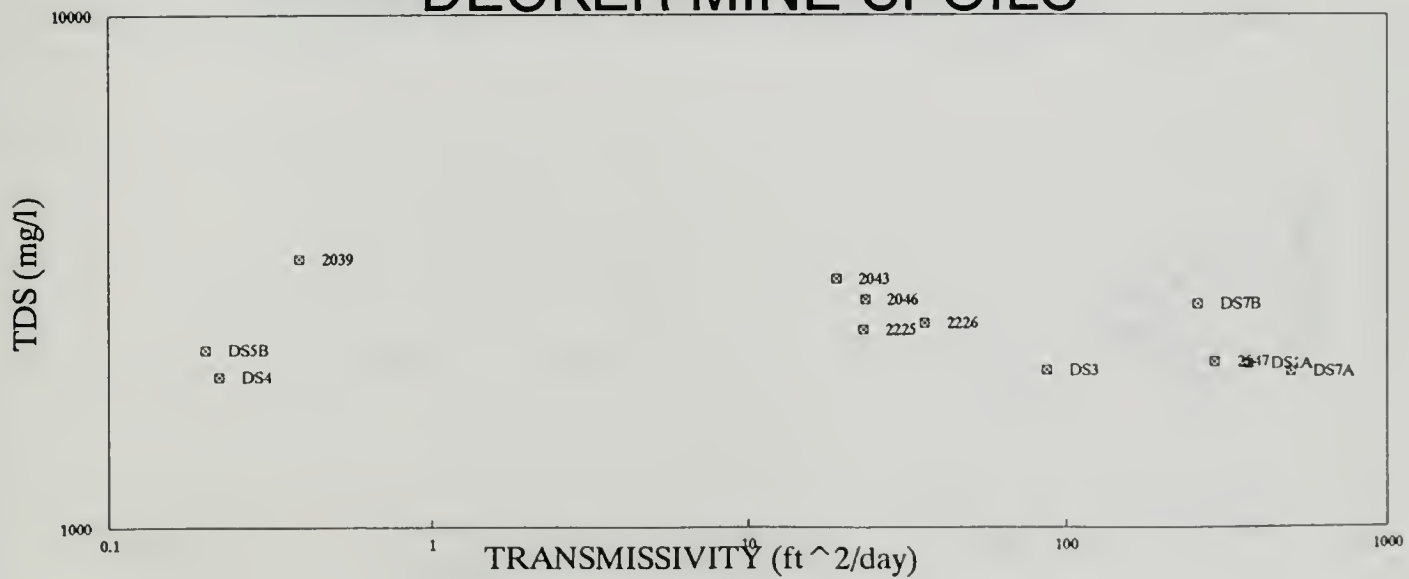 DECKER MINE SPOILS
10000
TDS (mg/l)
2039
2043
2046
DS7B
2225
2226
DS5B
DS4
DS3
DS7A
1000
0.1
1
10
100
1000
TRANSMISSIVITY (ft^2/day)